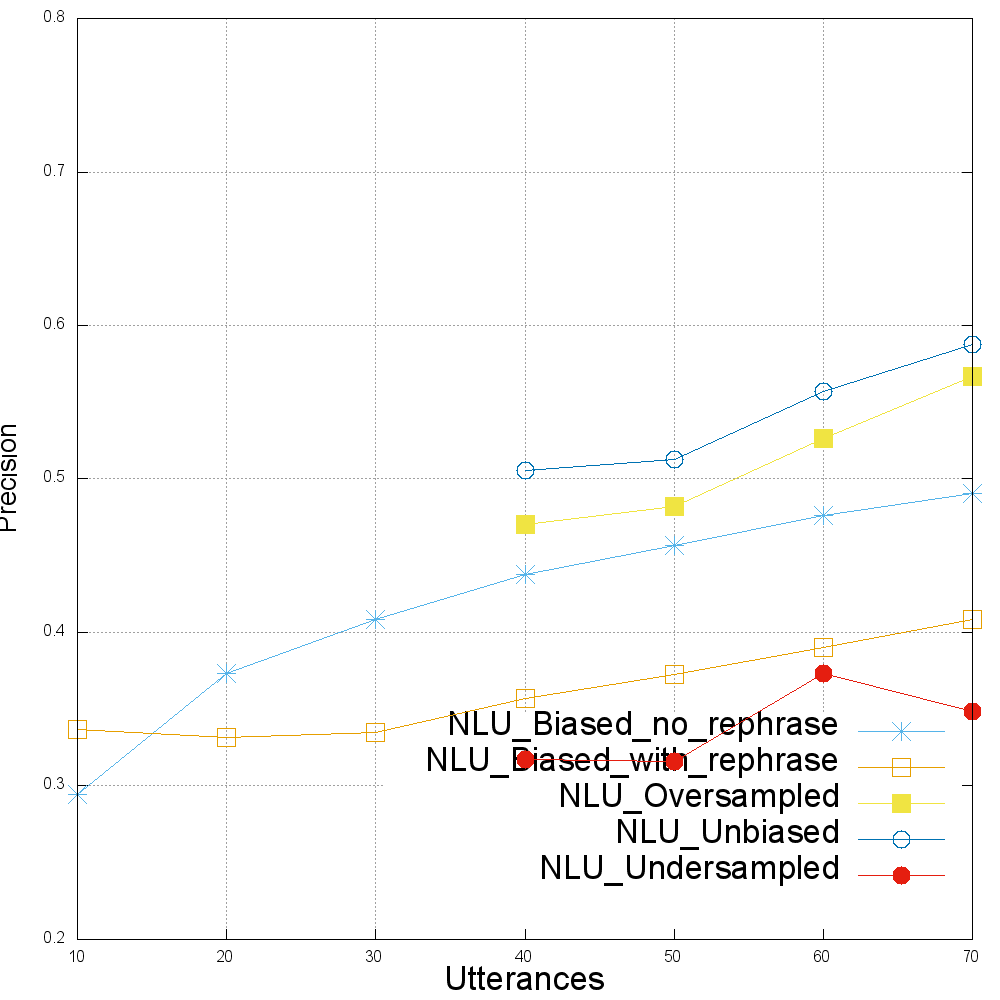 0.8
0.7
0.6
0.5
0.4
0.3
0.2
Precision
NLU_Biased_no_rephrase
NLU_Biased_with_rephrase
NLU_Oversampled
NLU_Unbiased
NLU_Undersampled
10 20 30 40 50 60 70
Utterances